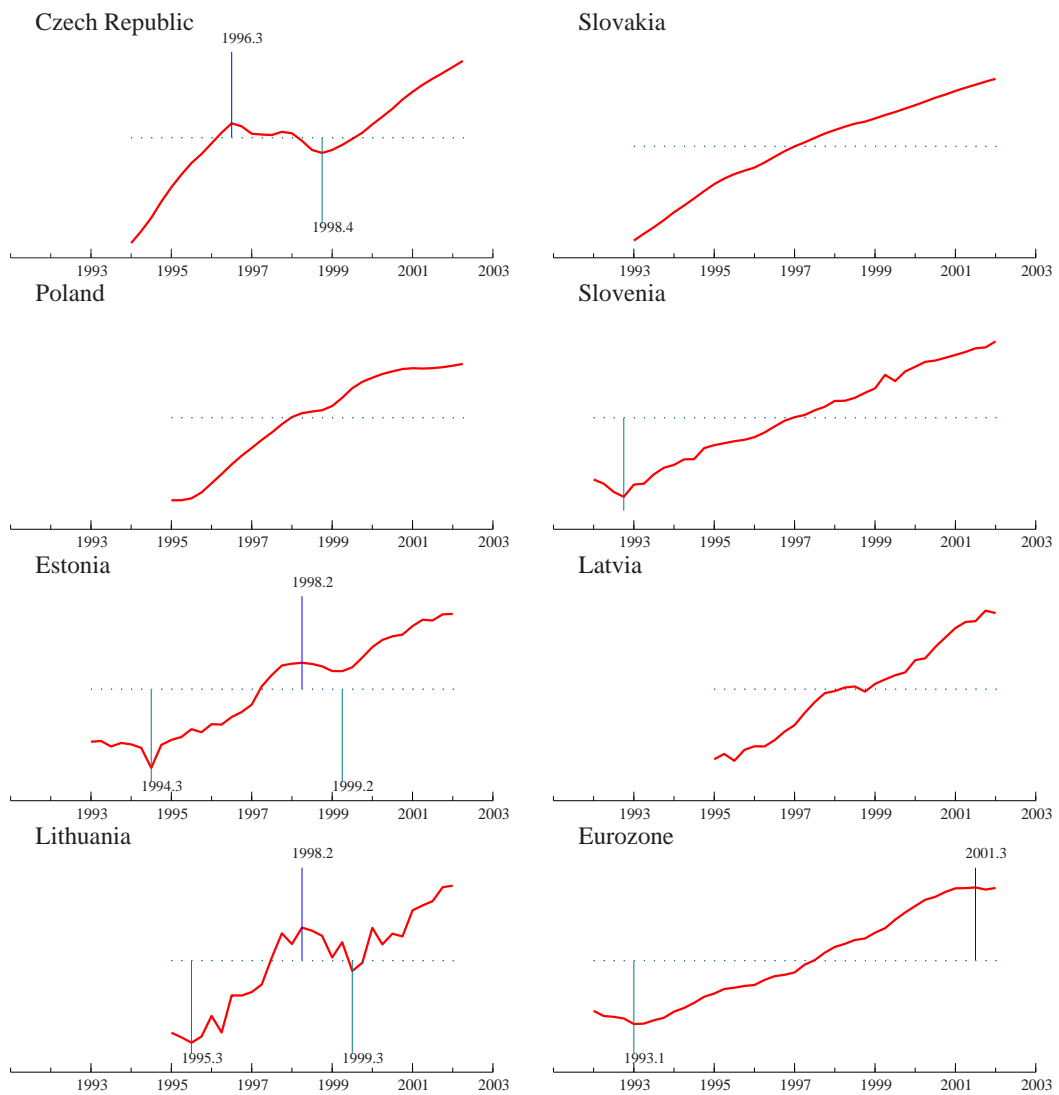 Czech Republic
1996.3
1998.4
1993 1995 1997 1999 2001 2003
Slovakia
1993 1995 1997 1999 2001 2003
Poland
1993 1995 1997 1999 2001 2003
Slovenia
1993 1995 1997 1999 2001 2003
Estonia
1998.2
1994.3 1999.2
1993 1995 1997 1999 2001 2003
Latvia
1993 1995 1997 1999 2001 2003
Lithuania
1998.2
1995.3 1999.3
1993 1995 1997 1999 2001 2003
Eurozone
2001.3
1993.1
1993 1995 1997 1999 2001 2003